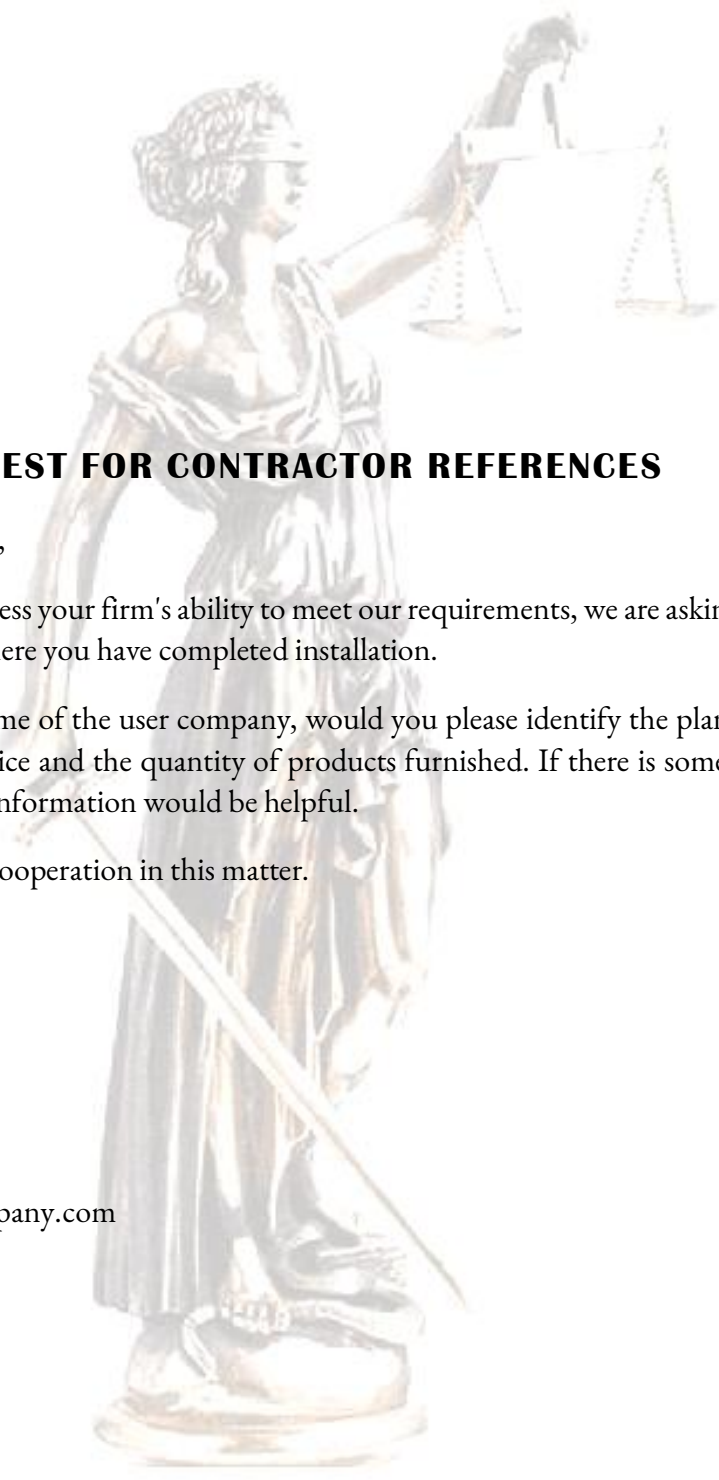 EST FOR CONTRACTOR REFERENCES
,
ess your firm's ability to meet our requirements, we are askin
ere you have completed installation.
me of the user company, would you please identify the plan
ice and the quantity of products furnished. If there is some
nformation would be helpful.
ooperation in this matter.
pany.com